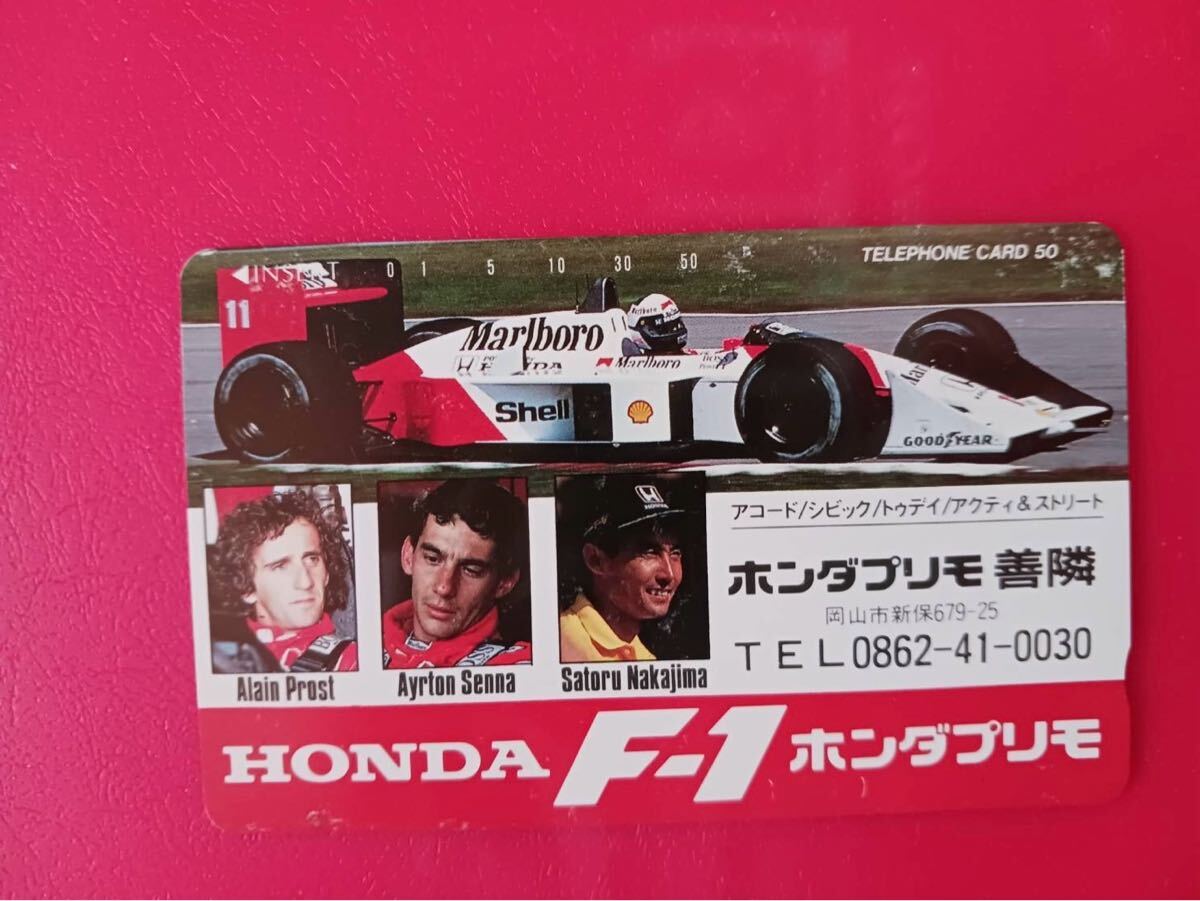 ◀INSERT 0 1 5 10 30 50
TELEPHONE CARD 50
11
Marlboro
Marlboro
Shell
GOODYEAR
アコード/シビック/トゥデイ/アクティ&ストリート
ホンダプリモ 善隣
岡山市新保679-25
TEL0862-41-0030
Alain Prost
Ayrton Senna
Satoru Nakajima
HONDA F-1 ホンダプリモ